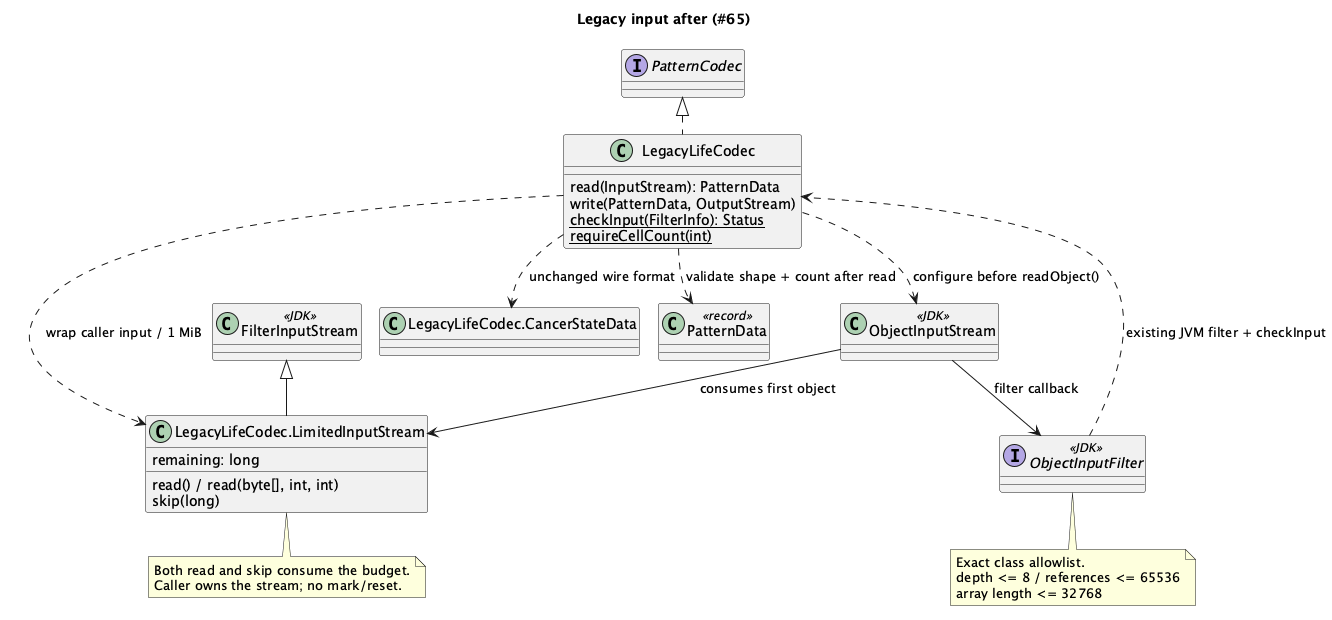 Legacy input after (#65)
I PatternCodec
C LegacyLifeCodec
read(InputStream): PatternData
write(PatternData, OutputStream)
checkInput(FilterInfo): Status
requireCellCount(int)
unchanged wire format
validate shape + count after read
configure before readObject()
wrap caller input / 1 MiB
existing JVM filter + checkInput
C «JDK»
FilterInputStream
C LegacyLifeCodec.CancerStateData
C «record»
PatternData
C «JDK»
ObjectInputStream
consumes first object
filter callback
C LegacyLifeCodec.LimitedInputStream
remaining: long
read() / read(byte[], int, int)
skip(long)
I «JDK»
ObjectInputFilter
Both read and skip consume the budget.
Caller owns the stream; no mark/reset.
Exact class allowlist.
depth <= 8 / references <= 65536
array length <= 32768